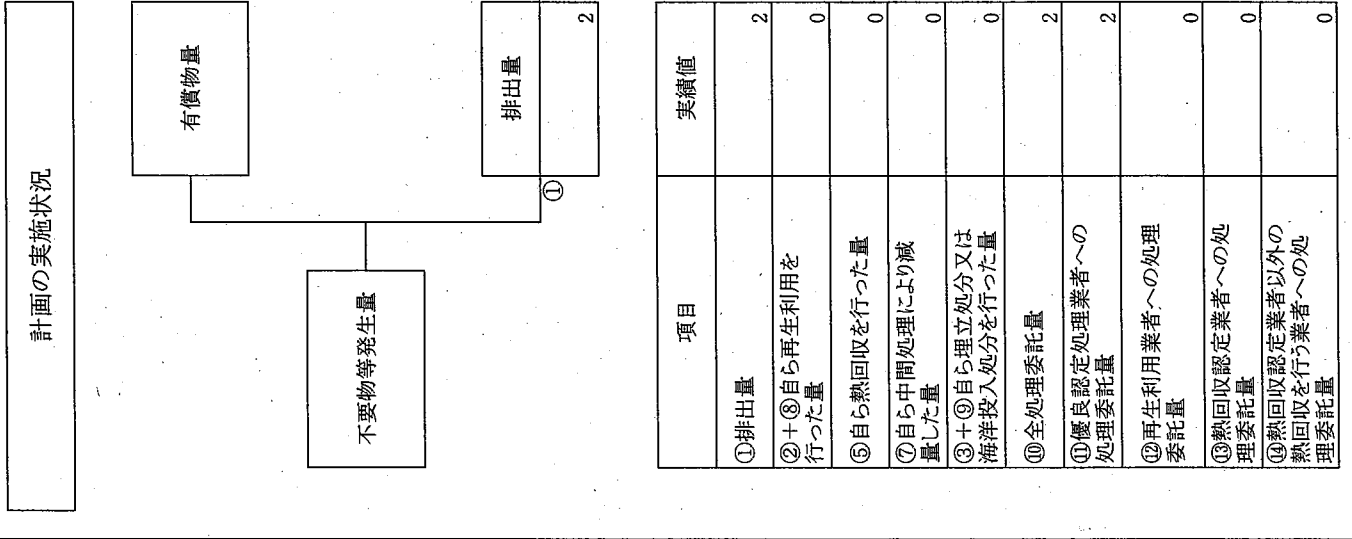 計画の実施状況
有償物量
不要物等発生量
排出量
①
2
項目
実績値
①排出量
2
②+⑧自ら再生利用を
行った量
0
⑤自ら熱回収を行った量
0
⑦自ら中間処理により減
量した量
0
③+⑨自ら埋立処分又は
海洋投入処分を行った量
0
⑩全処理委託量
2
⑪優良認定処理業者への
処理委託量
2
⑫再生利用業者への処理
委託量
0
⑬熱回収認定業者への処
理委託量
0
⑭熱回収認定業者以外の
熱回収を行う業者への処
理委託量
0